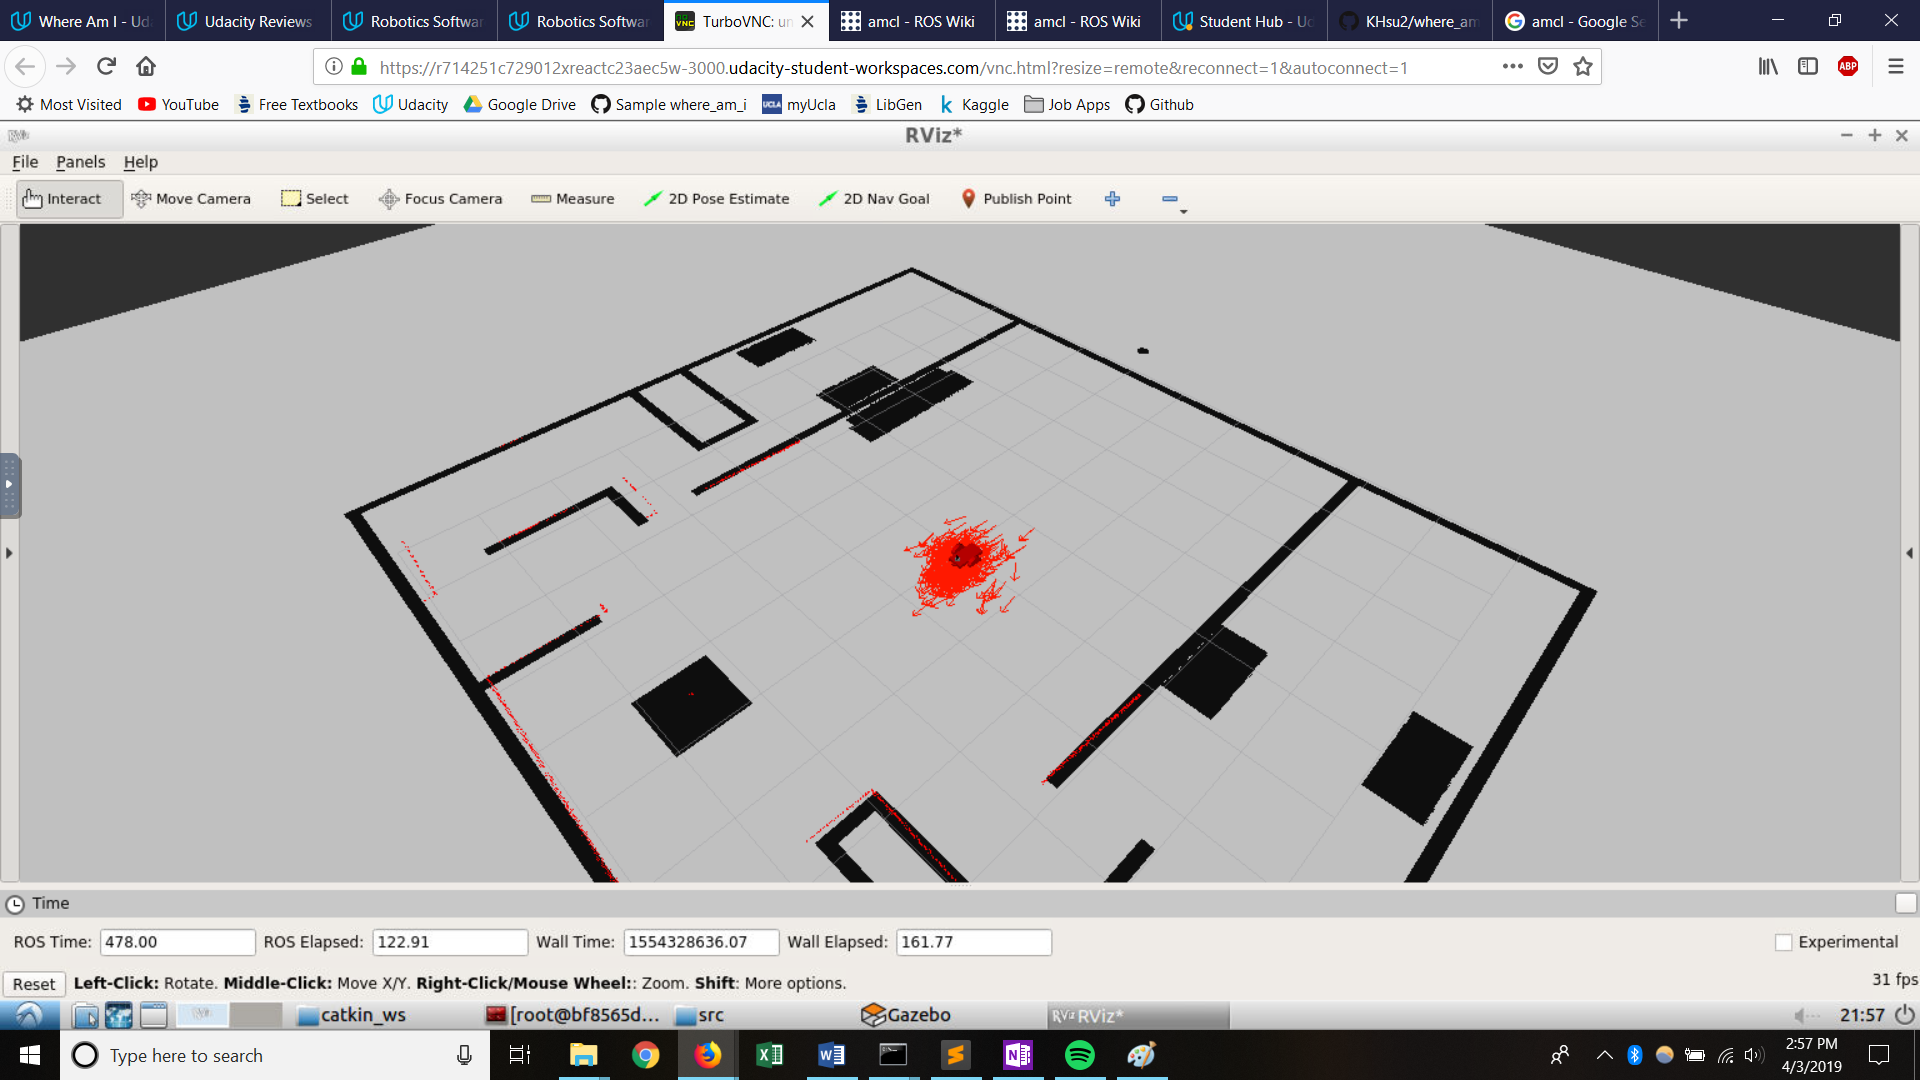 Where Am I - Ud
Udacity Reviews
Robotics Softwar
Robotics Softwar
TurboVNC: un
amcl - ROS Wiki
amcl - ROS Wiki
Student Hub - Ud
KHsu2/where_am
amcl - Google Se
https://r714251c729012xreactc23aec5w-3000.udacity-student-workspaces.com/vnc.html?resize=remote&reconnect=1&autoconnect=1
ABP
Most Visited
YouTube
Free Textbooks
Udacity
Google Drive
Sample where_am_i
UCLA
myUcla
LibGen
Kaggle
Job Apps
Github
RViz
RViz*
File
Panels
Help
Interact
Move Camera
Select
Focus Camera
Measure
2D Pose Estimate
2D Nav Goal
Publish Point
Time
ROS Time: 478.00
ROS Elapsed: 122.91
Wall Time: 1554328636.07
Wall Elapsed: 161.77
Experimental
Reset
Left-Click: Rotate. Middle-Click: Move X/Y. Right-Click/Mouse Wheel:: Zoom. Shift: More options.
31 fps
catkin_ws
[root@bf8565d...
src
Gazebo
RViz RViz*
21:57
Type here to search
2:57 PM
4/3/2019